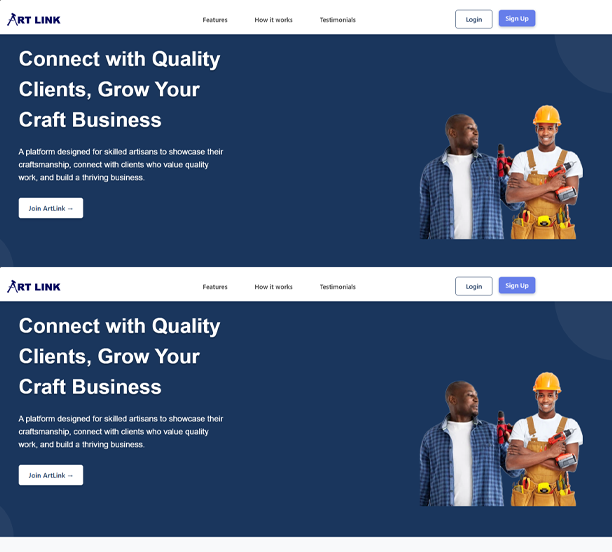 ART LINK
Features
How it works
Testimonials
Login
Sign Up
Connect with Quality
Clients, Grow Your
Craft Business
A platform designed for skilled artisans to showcase their
craftsmanship, connect with clients who value quality
work, and build a thriving business.
Join ArtLink →
ART LINK
Features
How it works
Testimonials
Login
Sign Up
Connect with Quality
Clients, Grow Your
Craft Business
A platform designed for skilled artisans to showcase their
craftsmanship, connect with clients who value quality
work, and build a thriving business.
Join ArtLink →